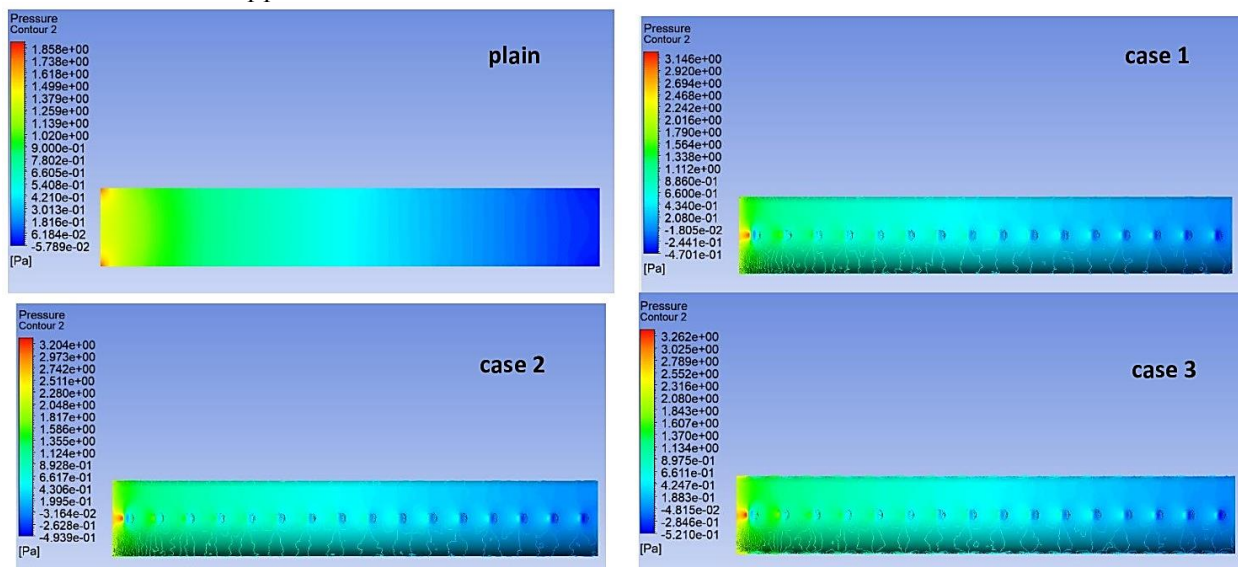 Pressure
Contour 2
1.858e+00
1.738e+00
1.618e+00
1.499e+00
1.379e+00
1.259e+00
1.139e+00
1.020e+00
9.000e-01
7.802e-01
6.605e-01
5.408e-01
4.210e-01
3.013e-01
1.816e-01
6.184e-02
-5.789e-02
[Pa]
plain
Pressure
Contour 2
3.146e+00
2.920e+00
2.694e+00
2.468e+00
2.242e+00
2.016e+00
1.790e+00
1.564e+00
1.338e+00
1.112e+00
8.860e-01
6.600e-01
4.340e-01
2.080e-01
-1.805e-02
-2.441e-01
-4.701e-01
[Pa]
case 1
Pressure
Contour 2
3.204e+00
2.973e+00
2.742e+00
2.511e+00
2.280e+00
2.048e+00
1.817e+00
1.586e+00
1.355e+00
1.124e+00
8.928e-01
6.617e-01
4.306e-01
1.995e-01
-3.164e-02
-2.628e-01
-4.939e-01
[Pa]
case 2
Pressure
Contour 2
3.262e+00
3.025e+00
2.789e+00
2.552e+00
2.316e+00
2.080e+00
1.843e+00
1.607e+00
1.370e+00
1.134e+00
8.975e-01
6.611e-01
4.247e-01
1.883e-01
-4.815e-02
-2.846e-01
-5.210e-01
[Pa]
case 3